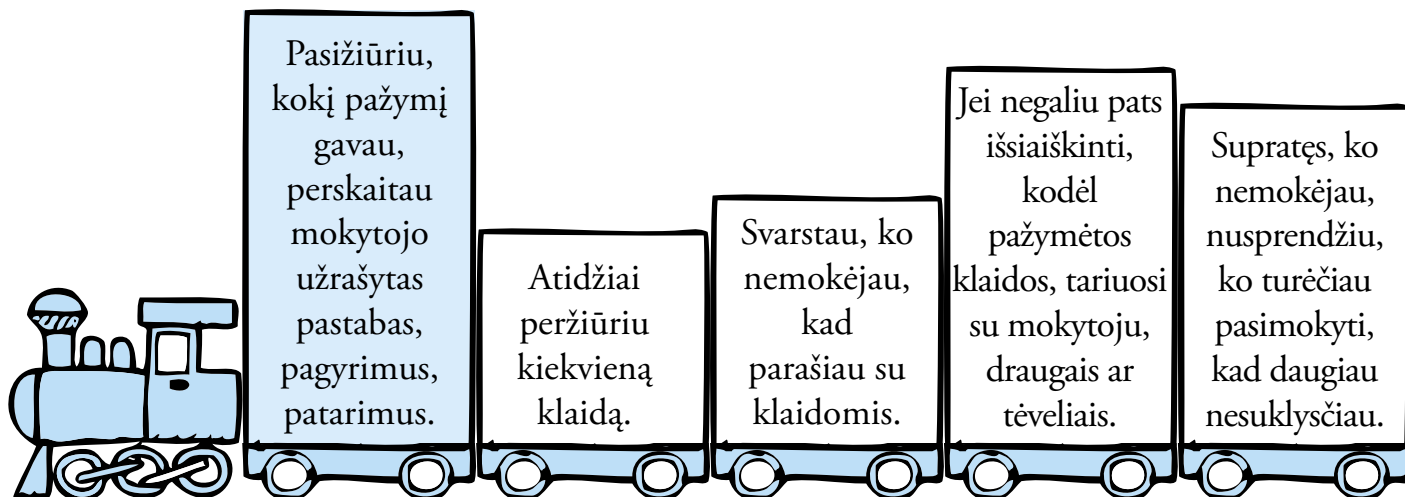 Pasižiūriu,
kokį pažymį
gavau,
perskaitau
mokytojo
užrašytas
pastabas,
pagyrimus,
patarimus.
Atidžiai
peržiūriu
kiekvieną
klaidą.
Svarstau, ko
nemokėjau,
kad
parašiau su
klaidomis.
Jei negaliu pats
išsiaiškinti,
kodėl
pažymėtos
klaidos, tariuosi
su mokytoju,
draugais ar
tėveliais.
Supratęs, ko
nemokėjau,
nusprendžiu,
ko turėčiau
pasimokyti,
kad daugiau
nesuklysčiau.